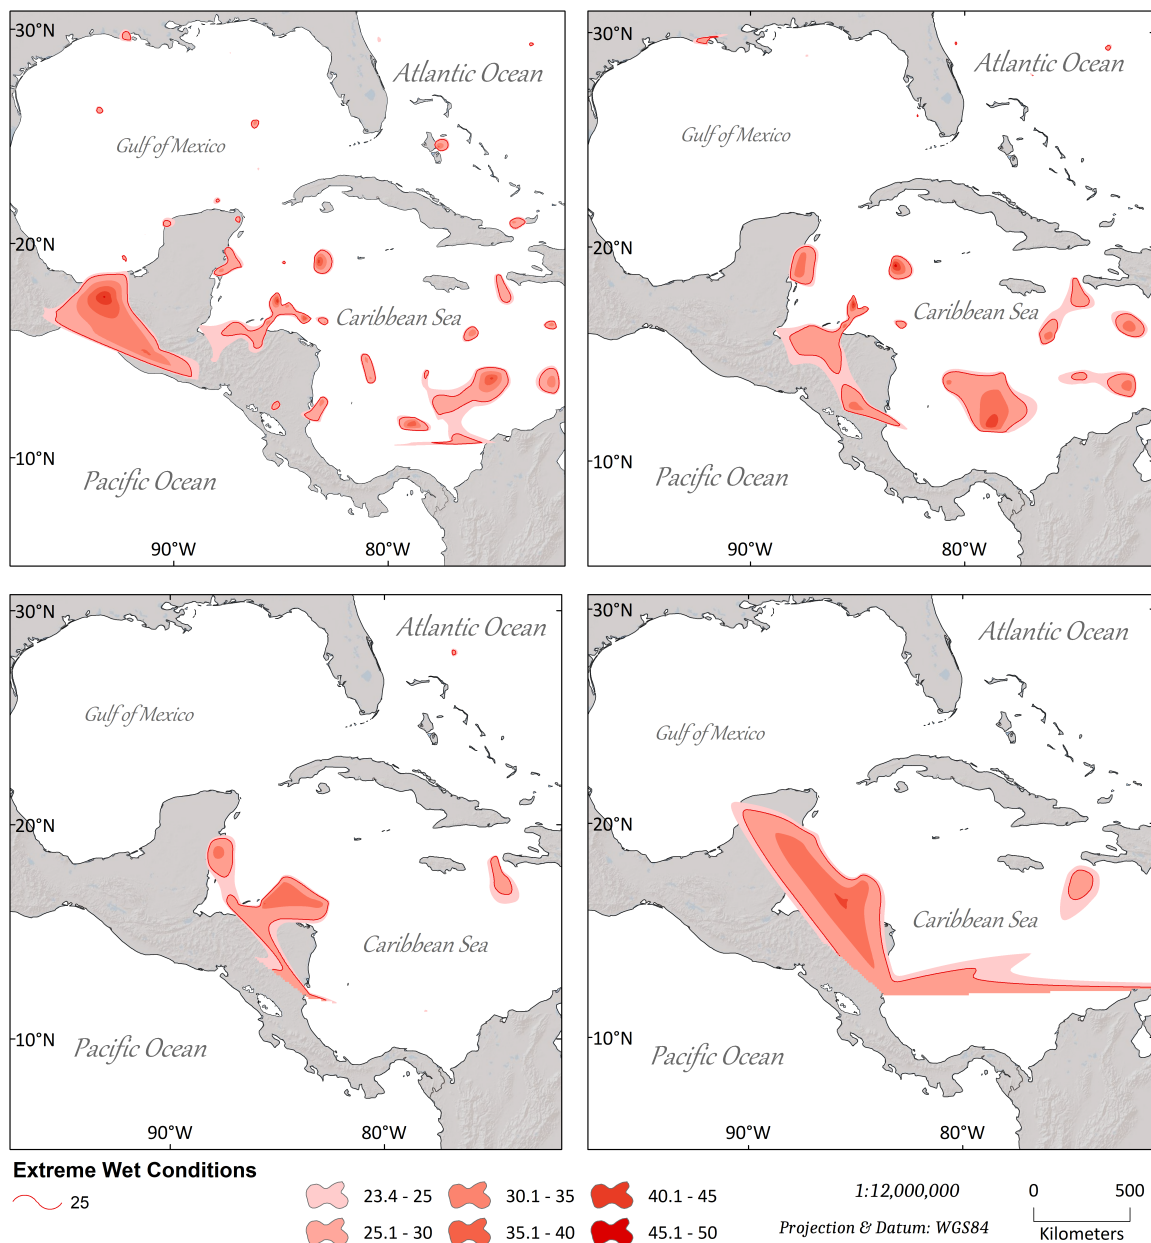 30°N
Atlantic Ocean
Gulf of Mexico
20°N
Caribbean Sea
10°N
Pacific Ocean
90°W
80°W
30°N
Atlantic Ocean
Gulf of Mexico
20°N
Caribbean Sea
10°N
Pacific Ocean
90°W
80°W
30°N
Atlantic Ocean
Gulf of Mexico
20°N
Caribbean Sea
10°N
Pacific Ocean
90°W
80°W
30°N
Atlantic Ocean
Gulf of Mexico
20°N
Caribbean Sea
10°N
Pacific Ocean
90°W
80°W
Extreme Wet Conditions
25
23.4 - 25
30.1 - 35
40.1 - 45
25.1 - 30
35.1 - 40
45.1 - 50
1:12,000,000
Projection & Datum: WGS84
0 500
Kilometers